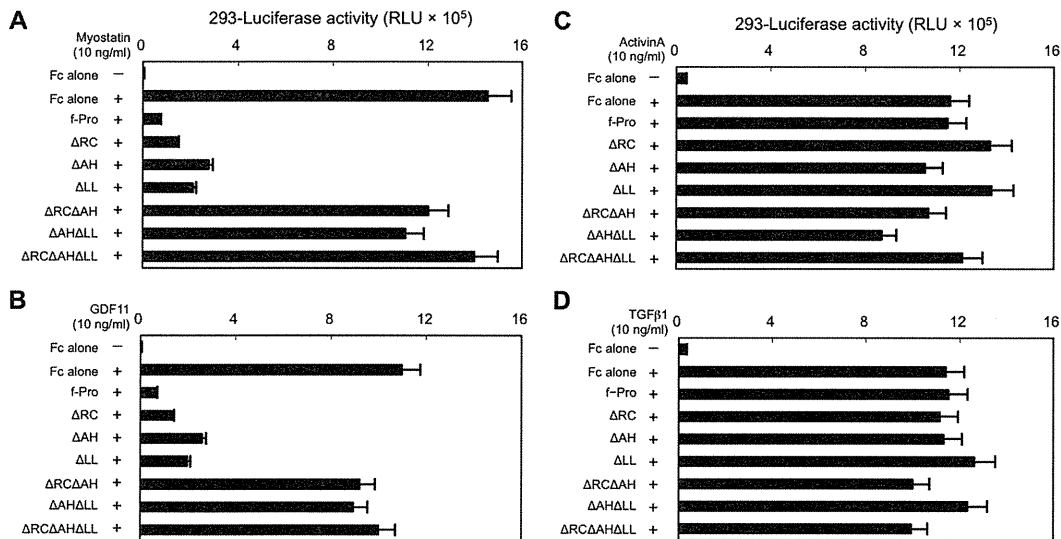 A
293-Luciferase activity (RLU × 10⁵)
Myostatin
(10 ng/ml)
0 4 8 12 16
Fc alone −
Fc alone +
f-Pro +
ΔRC +
ΔAH +
ΔLL +
ΔRCΔAH +
ΔAHΔLL +
ΔRCΔAHΔLL +
B
GDF11
(10 ng/ml)
0 4 8 12 16
Fc alone −
Fc alone +
f-Pro +
ΔRC +
ΔAH +
ΔLL +
ΔRCΔAH +
ΔAHΔLL +
ΔRCΔAHΔLL +
C
293-Luciferase activity (RLU × 10⁵)
ActivinA
(10 ng/ml)
0 4 8 12 16
Fc alone −
Fc alone +
f-Pro +
ΔRC +
ΔAH +
ΔLL +
ΔRCΔAH +
ΔAHΔLL +
ΔRCΔAHΔLL +
D
TGFβ1
(10 ng/ml)
0 4 8 12 16
Fc alone −
Fc alone +
f−Pro +
ΔRC +
ΔAH +
ΔLL +
ΔRCΔAH +
ΔAHΔLL +
ΔRCΔAHΔLL +